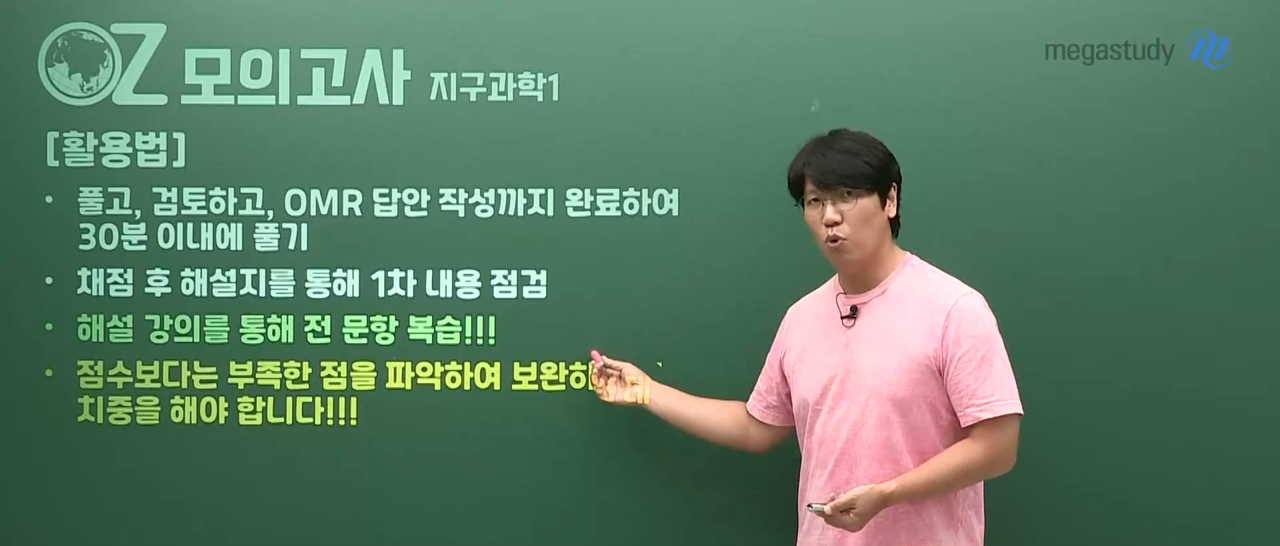 OZ 모의고사 지구과학1
megastudy
[활용법]
• 풀고, 검토하고, OMR 답안 작성까지 완료하여
30분 이내에 풀기
• 채점 후 해설지를 통해 1차 내용 점검
• 해설 강의를 통해 전 문항 복습!!!
• 점수보다는 부족한 점을 파악하여
치중을 해야 합니다!!!